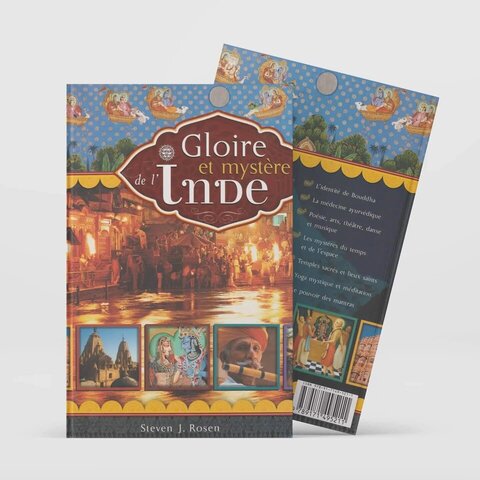 Gloire
et mystère
de l'
INDE
Steven J. Rosen
L'identité de Bouddha
La médecine ayurvédique
Poésie, arts, théâtre, danse
et musique
Les mystères du temps
et de l'espace
Temples sacrés et lieux saints
Yoga mystique et méditation
pouvoir des mantras